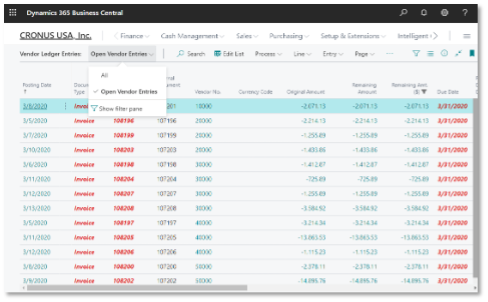 Dynamics 365 Business Central
CRONUS USA, Inc. Finance Cash Management Sales Purchasing Setup & Extensions Intelligent C
Vendor Ledger Entries: Open Vendor Entries Search Edit List Process Line Entry Page ...
All
Open Vendor Entries
Show filter pane
Posting Date Type Vendor No. Currency Code Original Amount Remaining Amount Remaining Amt. Due Date
3/8/2020 Invoice 10000 -2,071.13 -2,071.13 -2,071.13 3/31/2020
Invoice 108196 107196 20000 -2,214.13 -2,214.13 -2,214.13 3/31/2020
3/7/2020 Invoice 108199 107199 20000 -1,255.89 -1,255.89 -1,255.89 3/31/2020
3/10/2020 Invoice 108203 107203 20000 -1,433.86 -1,433.86 -1,433.86 3/31/2020
3/6/2020 Invoice 108198 107198 30000 -1,412.87 -1,412.87 -1,412.87 3/31/2020
3/11/2020 Invoice 108204 107204 30000 -725.89 -725.89 -725.89 3/31/2020
3/12/2020 Invoice 108207 107207 30000 -1,255.89 -1,255.89 -1,255.89 3/31/2020
3/13/2020 Invoice 108208 107208 30000 -3,584.92 -3,584.92 -3,584.92 3/31/2020
3/5/2020 Invoice 108197 107197 40000 -3,214.34 -3,214.34 -3,214.34 3/31/2020
3/11/2020 Invoice 108205 107205 40000 -13,863.53 -13,863.53 -13,863.53 3/31/2020
3/12/2020 Invoice 108206 107206 40000 -1,115.23 -1,115.23 -1,115.23 3/31/2020
3/8/2020 Invoice 108200 107200 50000 -2,378.11 -2,378.11 -2,378.11 3/31/2020
3/9/2020 Invoice 108202 107202 50000 -14,895.76 -14,895.76 -14,895.76 3/31/2020